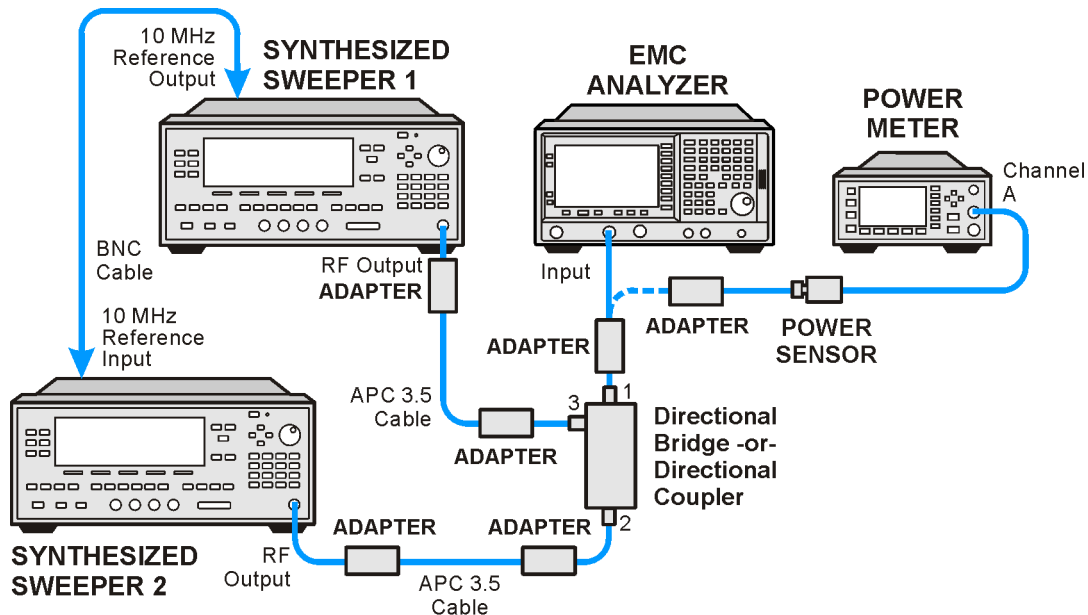 10 MHz
Reference
Output
SYNTHESIZED
SWEEPER 1
EMC
ANALYZER
POWER
METER
Channel
A
BNC
Cable
RF Output
ADAPTER
Input
ADAPTER
POWER
SENSOR
10 MHz
Reference
Input
ADAPTER
APC 3.5
Cable
3
1
ADAPTER
Directional
Bridge -or-
Directional
Coupler
2
SYNTHESIZED
SWEEPER 2
RF
Output
ADAPTER
ADAPTER
APC 3.5
Cable